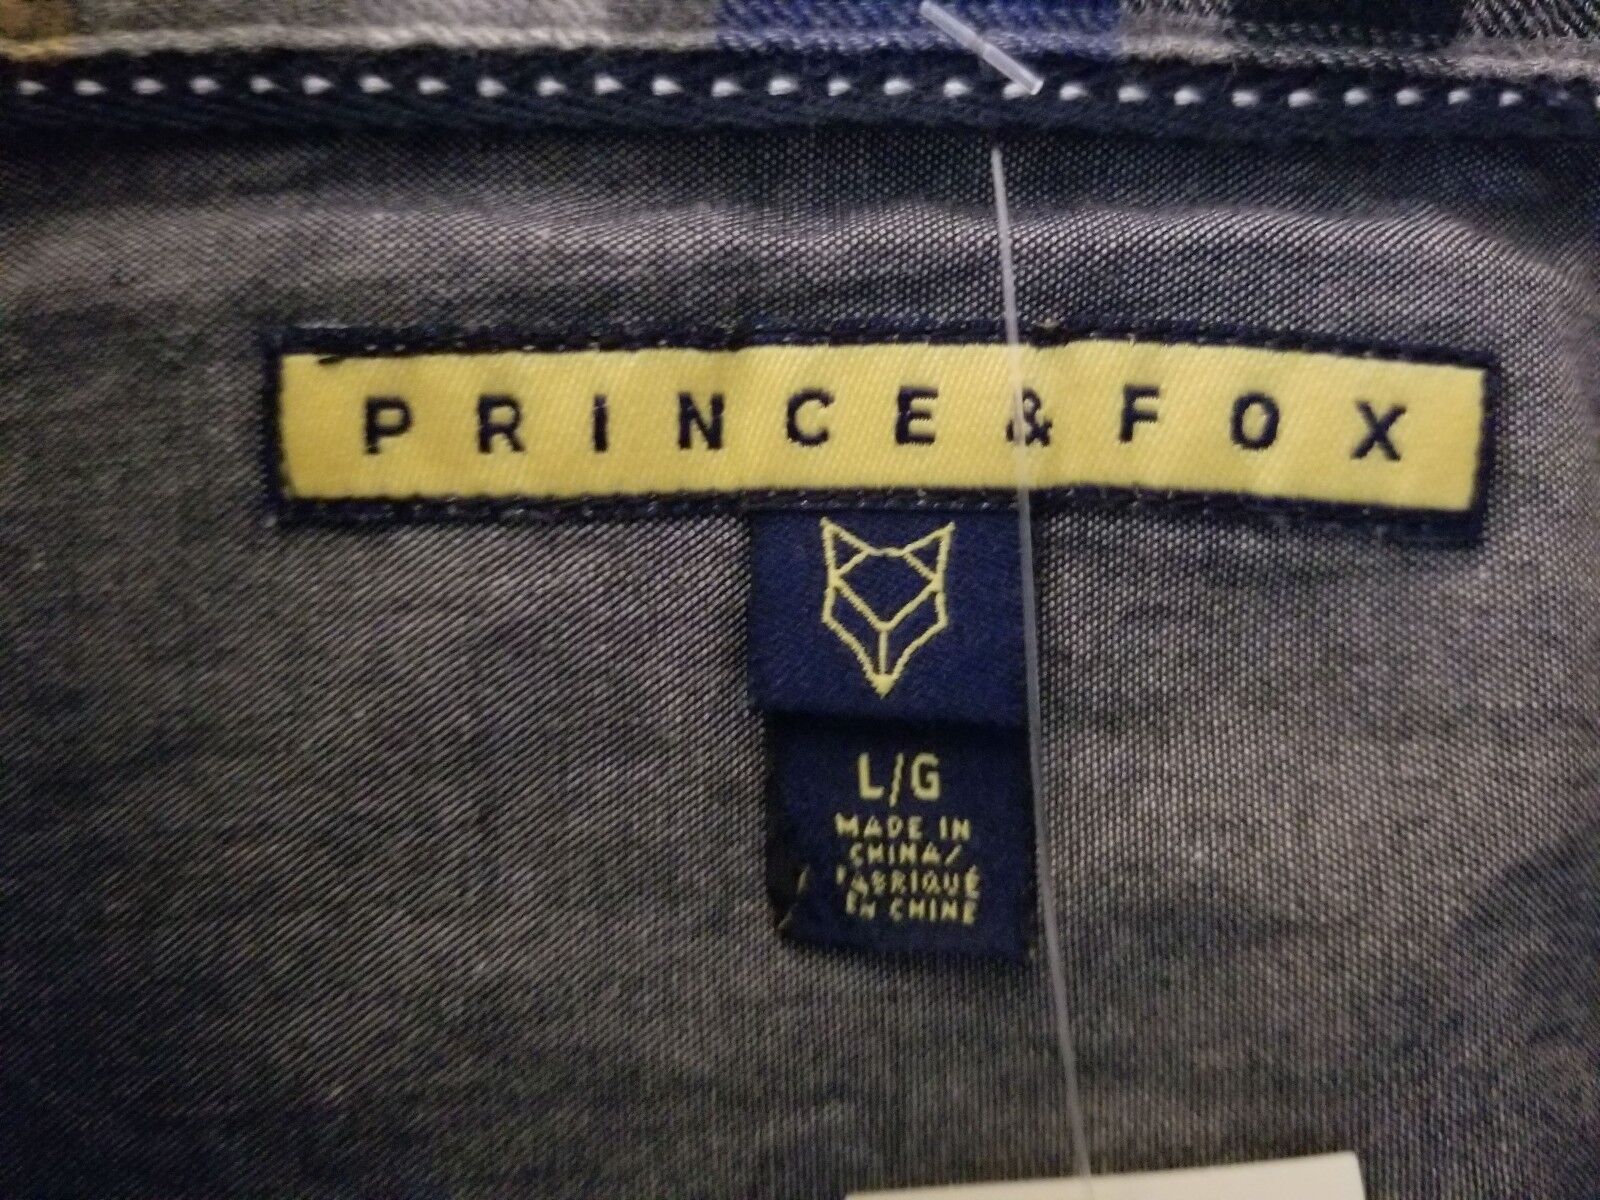 PRINCE & FOX
L/G
MADE IN
CHINA/
FABRIQUÉ
EN CHINE